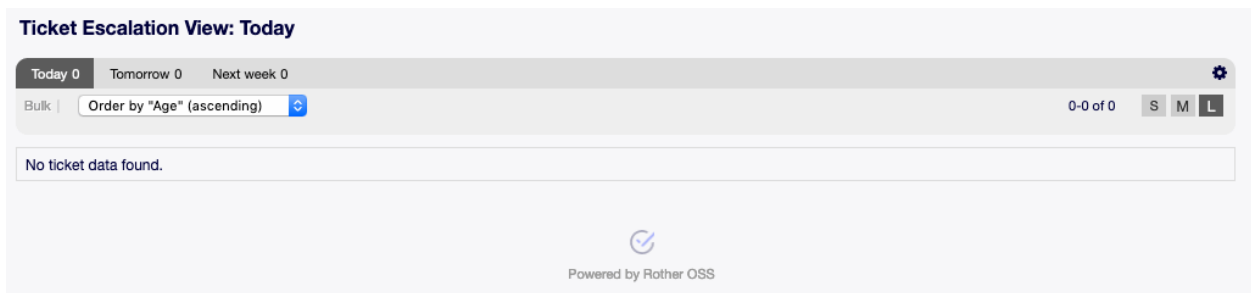 Ticket Escalation View: Today
Today 0 Tomorrow 0 Next week 0
Bulk | Order by "Age" (ascending) 0-0 of 0 S M L
No ticket data found.
Powered by Rother OSS